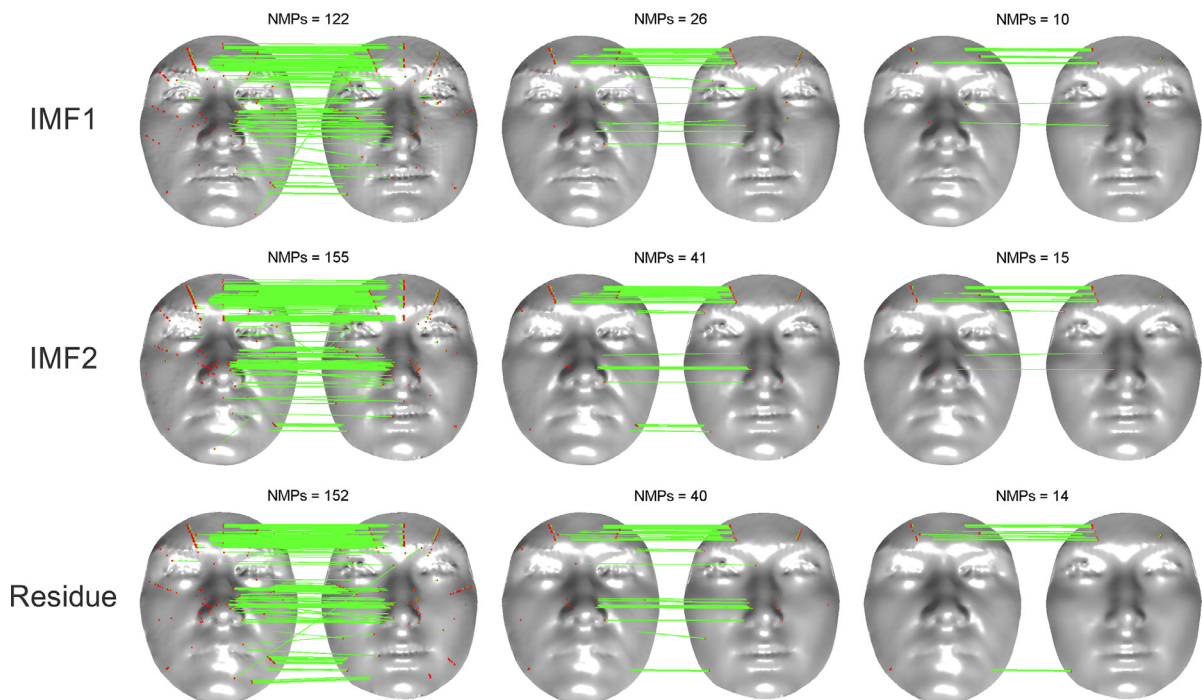 NMPs = 122
NMPs = 26
NMPs = 10
IMF1
NMPs = 155
NMPs = 41
NMPs = 15
IMF2
NMPs = 152
NMPs = 40
NMPs = 14
Residue